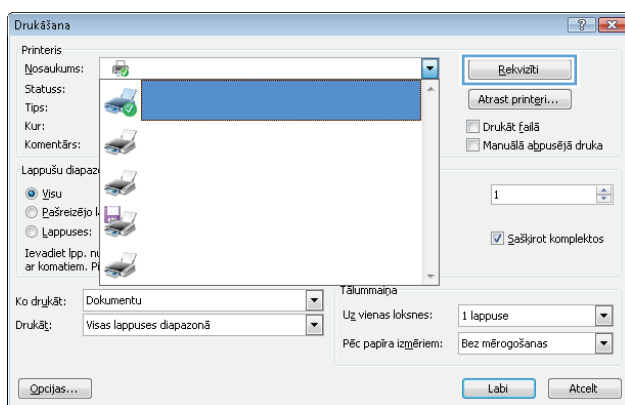 Drukāšana
Printeris
Nosaukums:
Rekvizīti
Statuss:
Atrast printeri...
Tips:
Kur:
Drukāt failā
Komentārs:
Manuālā abpusējā druka
Lappušu diapazo
Visu
1
Pašreizējo l
Lappuses:
Sašķirot komplektos
Ievadiet lpp. nu
ar komatiem. Pi
Tālummaiņa
Ko drukāt:
Dokumentu
Uz vienas loksnes:
1 lappuse
Drukāt:
Visas lappuses diapazonā
Pēc papīra izmēriem:
Bez mērogošanas
Opcijas...
Labi
Atcelt